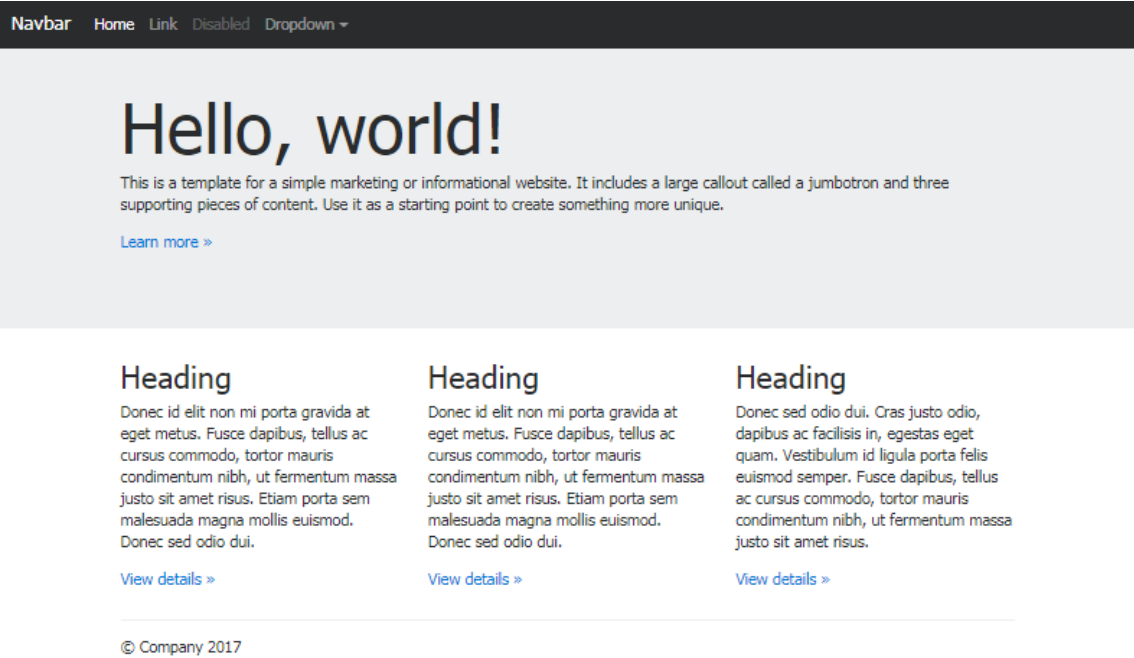 Navbar Home Link Disabled Dropdown
Hello, world!
This is a template for a simple marketing or informational website. It includes a large callout called a jumbotron and three
supporting pieces of content. Use it as a starting point to create something more unique.
Learn more »
Heading
Donec id elit non mi porta gravida at
eget metus. Fusce dapibus, tellus ac
cursus commodo, tortor mauris
condimentum nibh, ut fermentum massa
justo sit amet risus. Etiam porta sem
malesuada magna mollis euismod.
Donec sed odio dui.
View details »
Heading
Donec id elit non mi porta gravida at
eget metus. Fusce dapibus, tellus ac
cursus commodo, tortor mauris
condimentum nibh, ut fermentum massa
justo sit amet risus. Etiam porta sem
malesuada magna mollis euismod.
Donec sed odio dui.
View details »
Heading
Donec sed odio dui. Cras justo odio,
dapibus ac facilisis in, egestas eget
quam. Vestibulum id ligula porta felis
euismod semper. Fusce dapibus, tellus
ac cursus commodo, tortor mauris
condimentum nibh, ut fermentum massa
justo sit amet risus.
View details »
© Company 2017